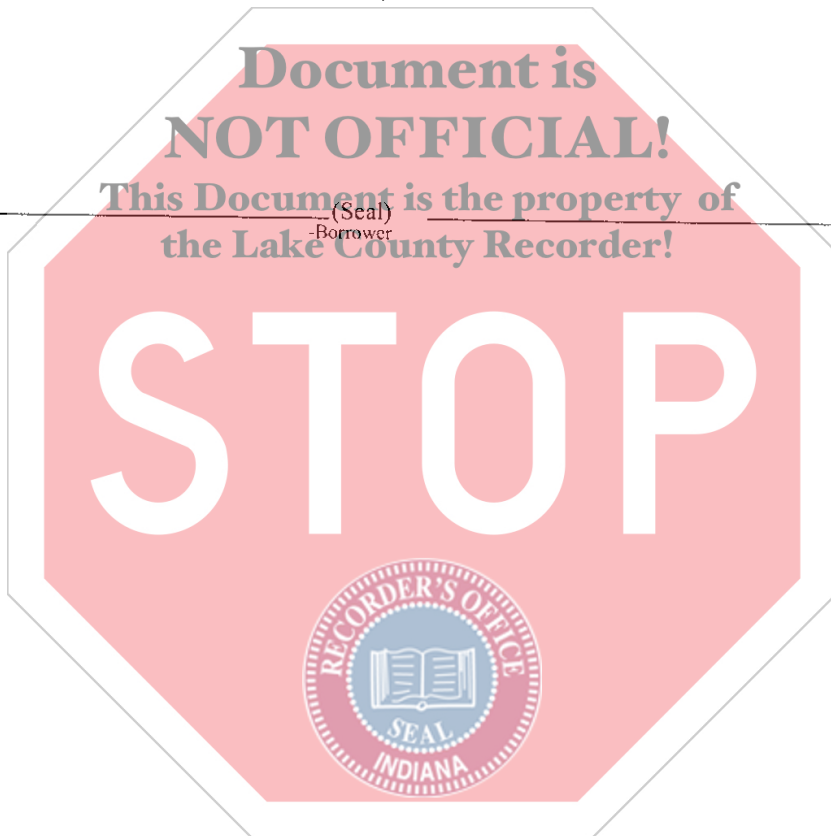 Document is
NOT OFFICIAL!
This Document is the property of
(Seal)
-Borrower
the Lake County Recorder!
STOP
RECORDER'S OFFICE
SEAL
INDIANA